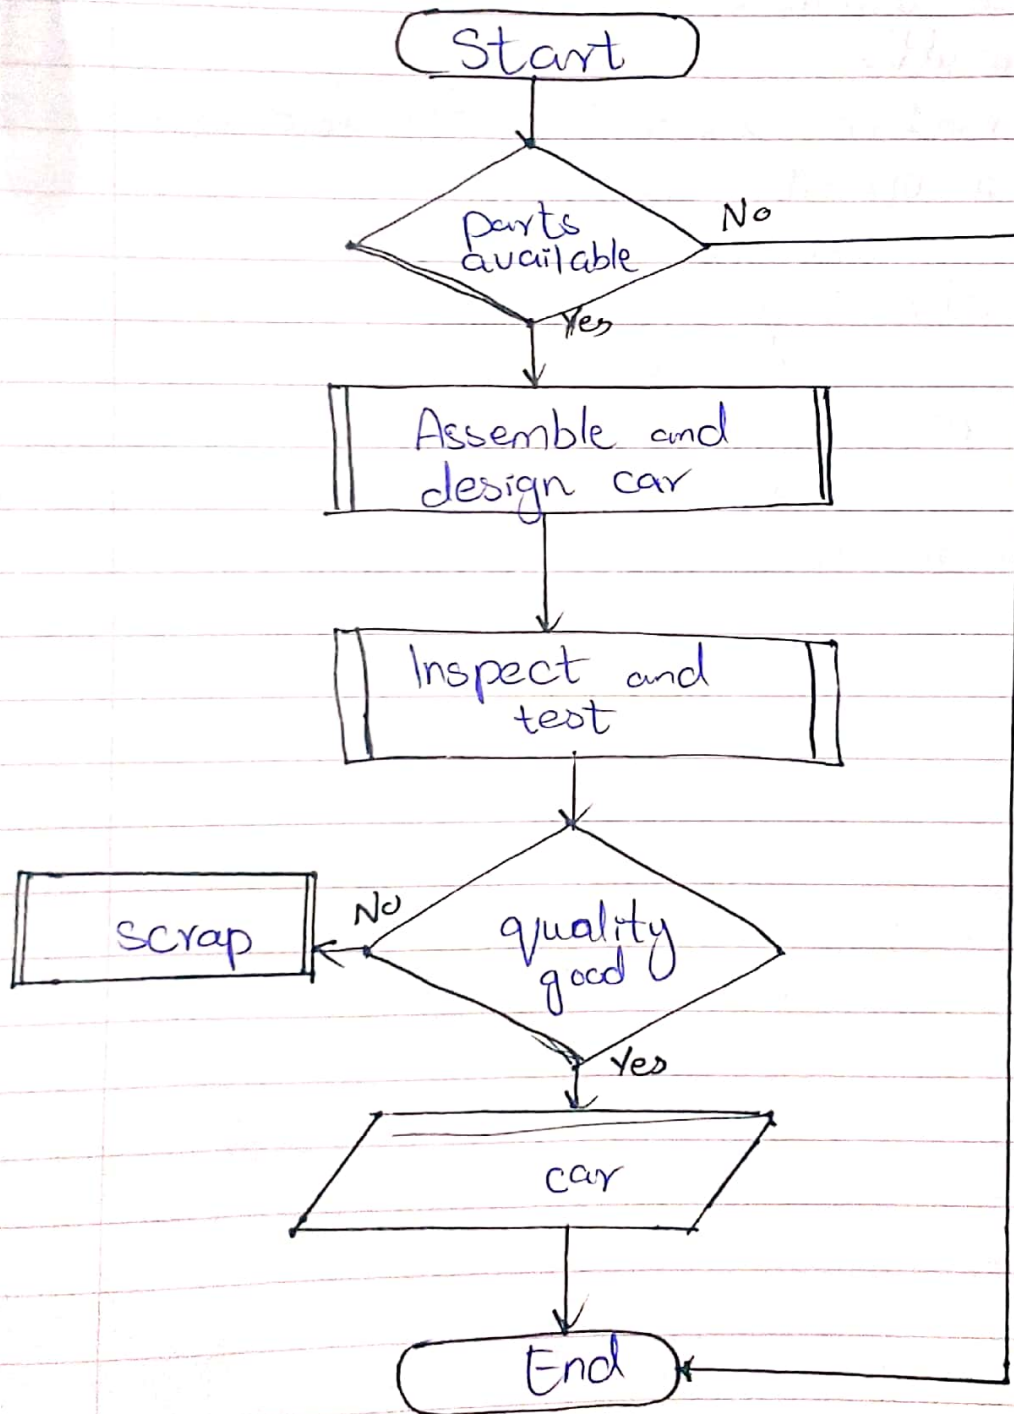 Start
parts
available
No
Yes
Assemble and
design car
Inspect and
test
No
scrap
quality
good
Yes
car
End